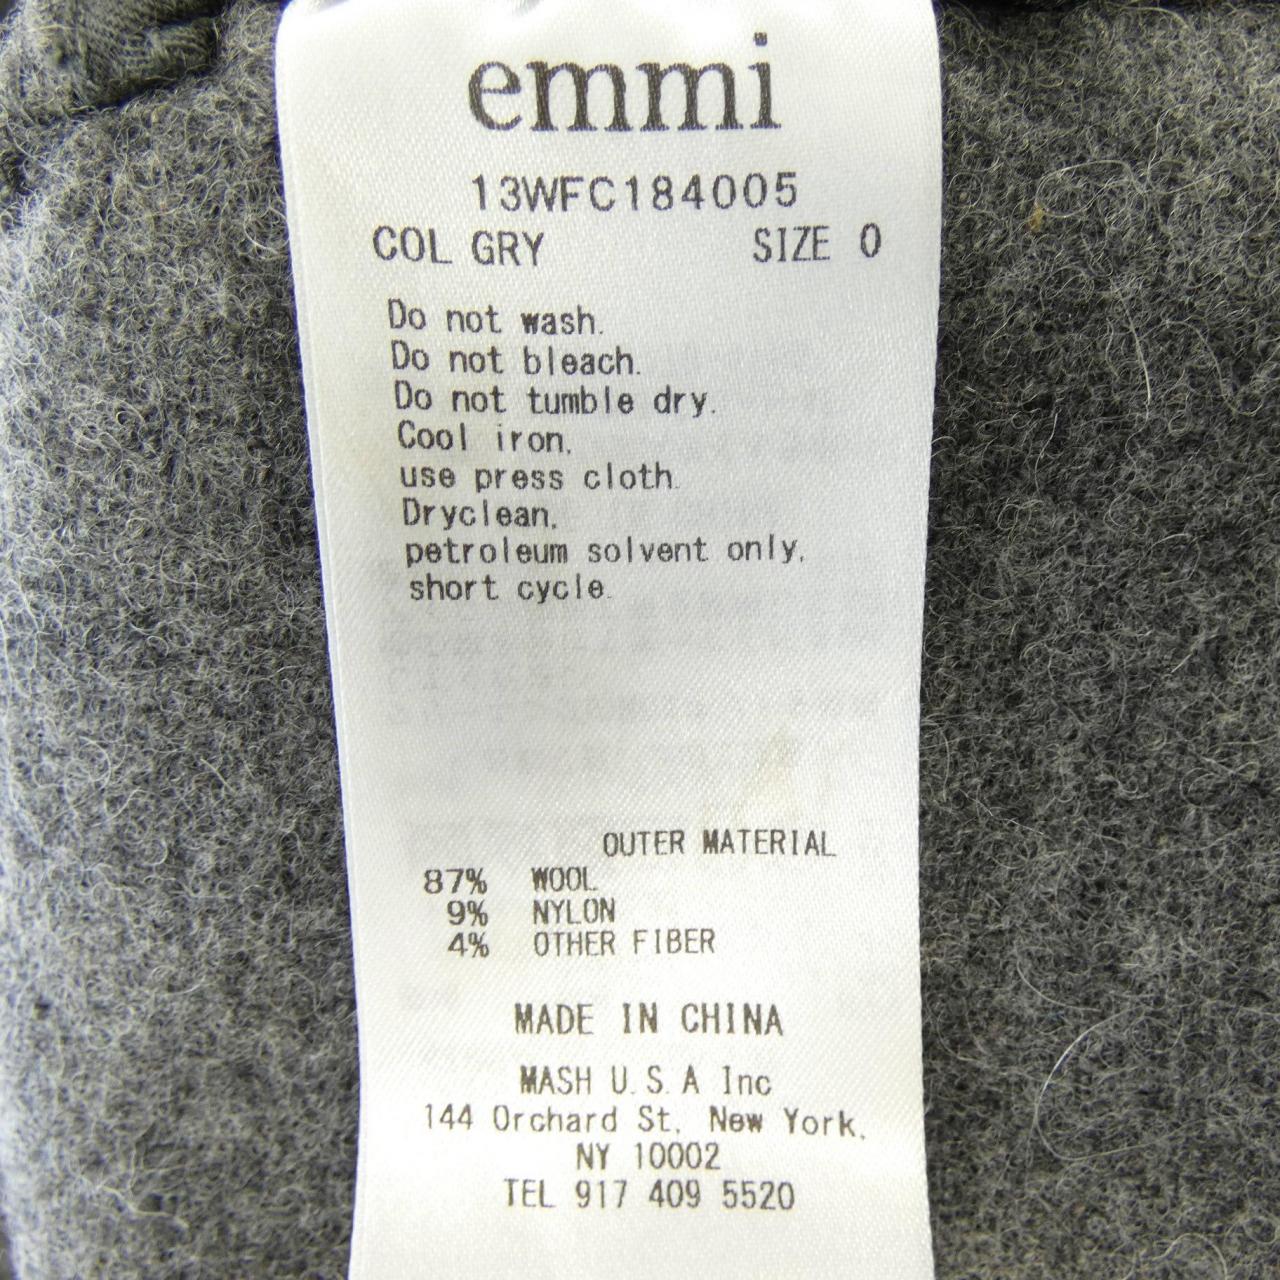 emmi
13WFC184005
COL GRY SIZE 0
Do not wash.
Do not bleach.
Do not tumble dry.
Cool iron,
use press cloth.
Dryclean,
petroleum solvent only,
short cycle.
OUTER MATERIAL
87% WOOL
9% NYLON
4% OTHER FIBER
MADE IN CHINA
MASH U.S.A Inc
144 Orchard St, New York,
NY 10002
TEL 917 409 5520